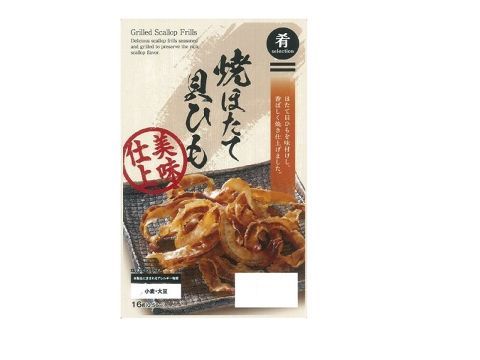 Grilled Scallop Frills
Delicious scallop frills seasoned
and grilled to preserve the rich
scallop flavor.
肴
selection
焼ほたて
貝ひも
ほたて貝ひもを味付けし、
香ばしく焼き仕上げました。
美味
仕上
小麦・大豆